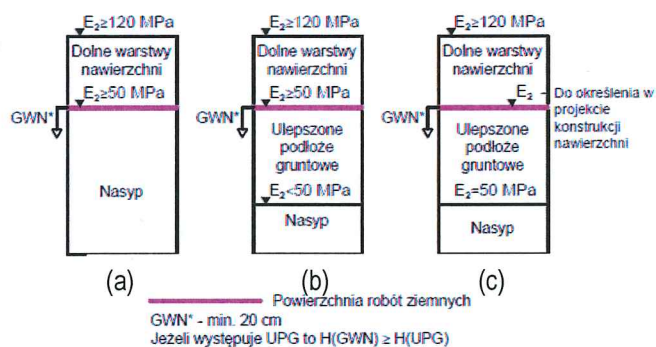 E₂≥120 MPa
Dolne warstwy
nawierzchni
E₂≥50 MPa
GWN*
Nasyp
(a)
E₂≥120 MPa
Dolne warstwy
nawierzchni
E₂≥50 MPa
GWN*
Ulepszone
podłoże
gruntowe
E₂<50 MPa
Nasyp
(b)
E₂≥120 MPa
Dolne warstwy
nawierzchni
E₂ - Do określenia w
projekcie
konstrukcji
nawierzchni
GWN*
Ulepszone
podłoże
gruntowe
E₂=50 MPa
Nasyp
(c)
Powierzchnia robót ziemnych
GWN* - min. 20 cm
Jeżeli występuje UPG to H(GWN) ≥ H(UPG)